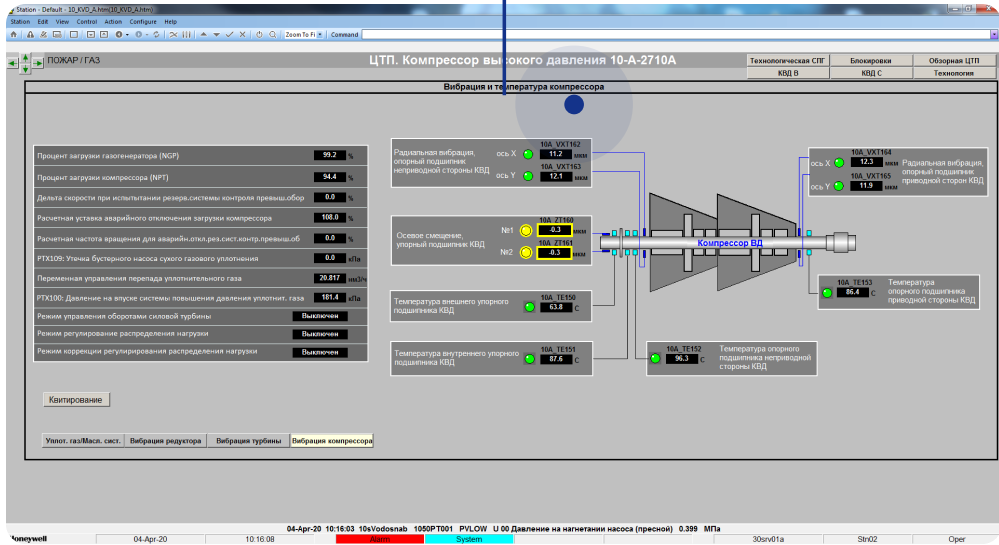 Station - Default - 10_KVD_A.htm(10_KVD_A.htm)
Station Edit View Control Action Configure Help
Zoom To Fi Command
ПОЖАР / ГАЗ
ЦТП. Компрессор высокого давления 10-A-2710A
Технологическая СПГ Блокировки Обзорная ЦТП
КВД В КВД С Технология
Вибрация и температура компрессора
Процент загрузки газогенератора (NGP) 99.2 %
Процент загрузки компрессора (NPT) 94.4 %
Дельта скорости при испытытании резерв.системы контроля превыш.обор 0.0 %
Расчетная уставка аварийного отключения загрузки компрессора 108.0 %
Расчетная частота вращения для аварийн.откл.рез.сист.контр.превыш.об 0.0 %
PTX109: Утечка бустерного насоса сухого газового уплотнения 0.0 кПа
Переменная управления перепада уплотнительного газа 20.817 нм3/ч
PTX100: Давление на впуске системы повышения давления уплотнит. газа 181.4 кПа
Режим управления оборотами силовой турбины Выключен
Режим регулирование распределения нагрузки Выключен
Режим коррекции регулирирования распределения нагрузки Выключен
Квитирование
Уплот. газ/Масл. сист. Вибрация редуктора Вибрация турбины Вибрация компрессора
Радиальная вибрация,
опорный подшипник
неприводной стороны КВД
10A_VXT162
ось X 11.2 мкм
10A_VXT163
ось Y 12.1 мкм
Осевое смещение,
упорный подшипник КВД
10A_ZT160
№1 -0.3 мкм
10A_ZT161
№2 -0.3 мкм
Температура внешнего упорного
подшипника КВД
10A_TE150
63.8 C
Температура внутреннего упорного
подшипника КВД
10A_TE151
87.6 C
Компрессор ВД
10A_VXT164
ось X 12.3 мкм
10A_VXT165
ось Y 11.9 мкм
Радиальная вибрация,
опорный подшипник
приводной сторон КВД
10A_TE153
86.4 C
Температура
опорного подшипника
приводной стороны КВД
10A_TE152
96.3 C
Температура опорного
подшипника неприводной
стороны КВД
04-Apr-20 10:16:03 10sVodosnab 1050PT001 PVLOW U 00 Давление на нагнетании насоса (пресной) 0.399 МПа
Honeywell 04-Apr-20 10:16:08 Alarm System 30srv01a Stn02 Oper